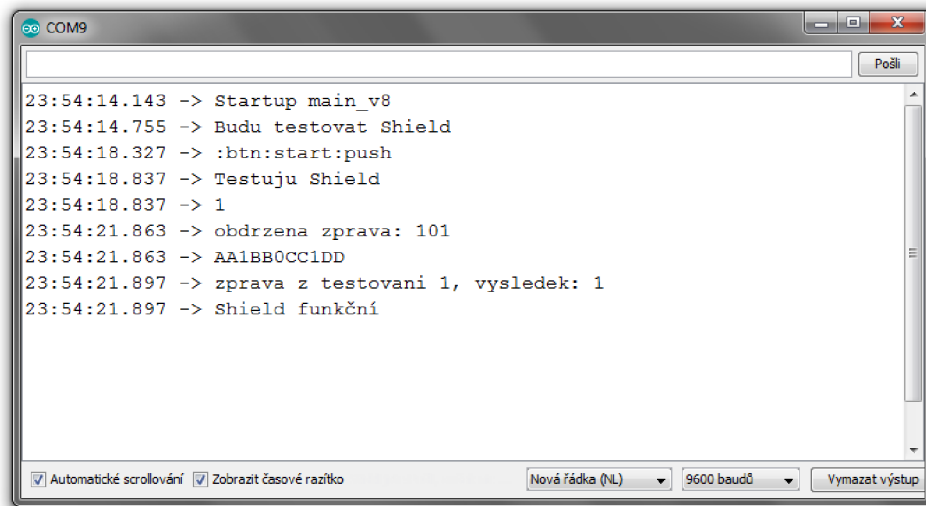 COM9
Pošli
23:54:14.143 -> Startup main_v8
23:54:14.755 -> Budu testovat Shield
23:54:18.327 -> :btn:start:push
23:54:18.837 -> Testuju Shield
23:54:18.837 -> 1
23:54:21.863 -> obdrzena zprava: 101
23:54:21.863 -> AA1BB0CC1DD
23:54:21.897 -> zprava z testovani 1, vysledek: 1
23:54:21.897 -> Shield funkční
Automatické scrollování Zobrazit časové razítko Nová řádka (NL) 9600 baudů Vymazat výstup